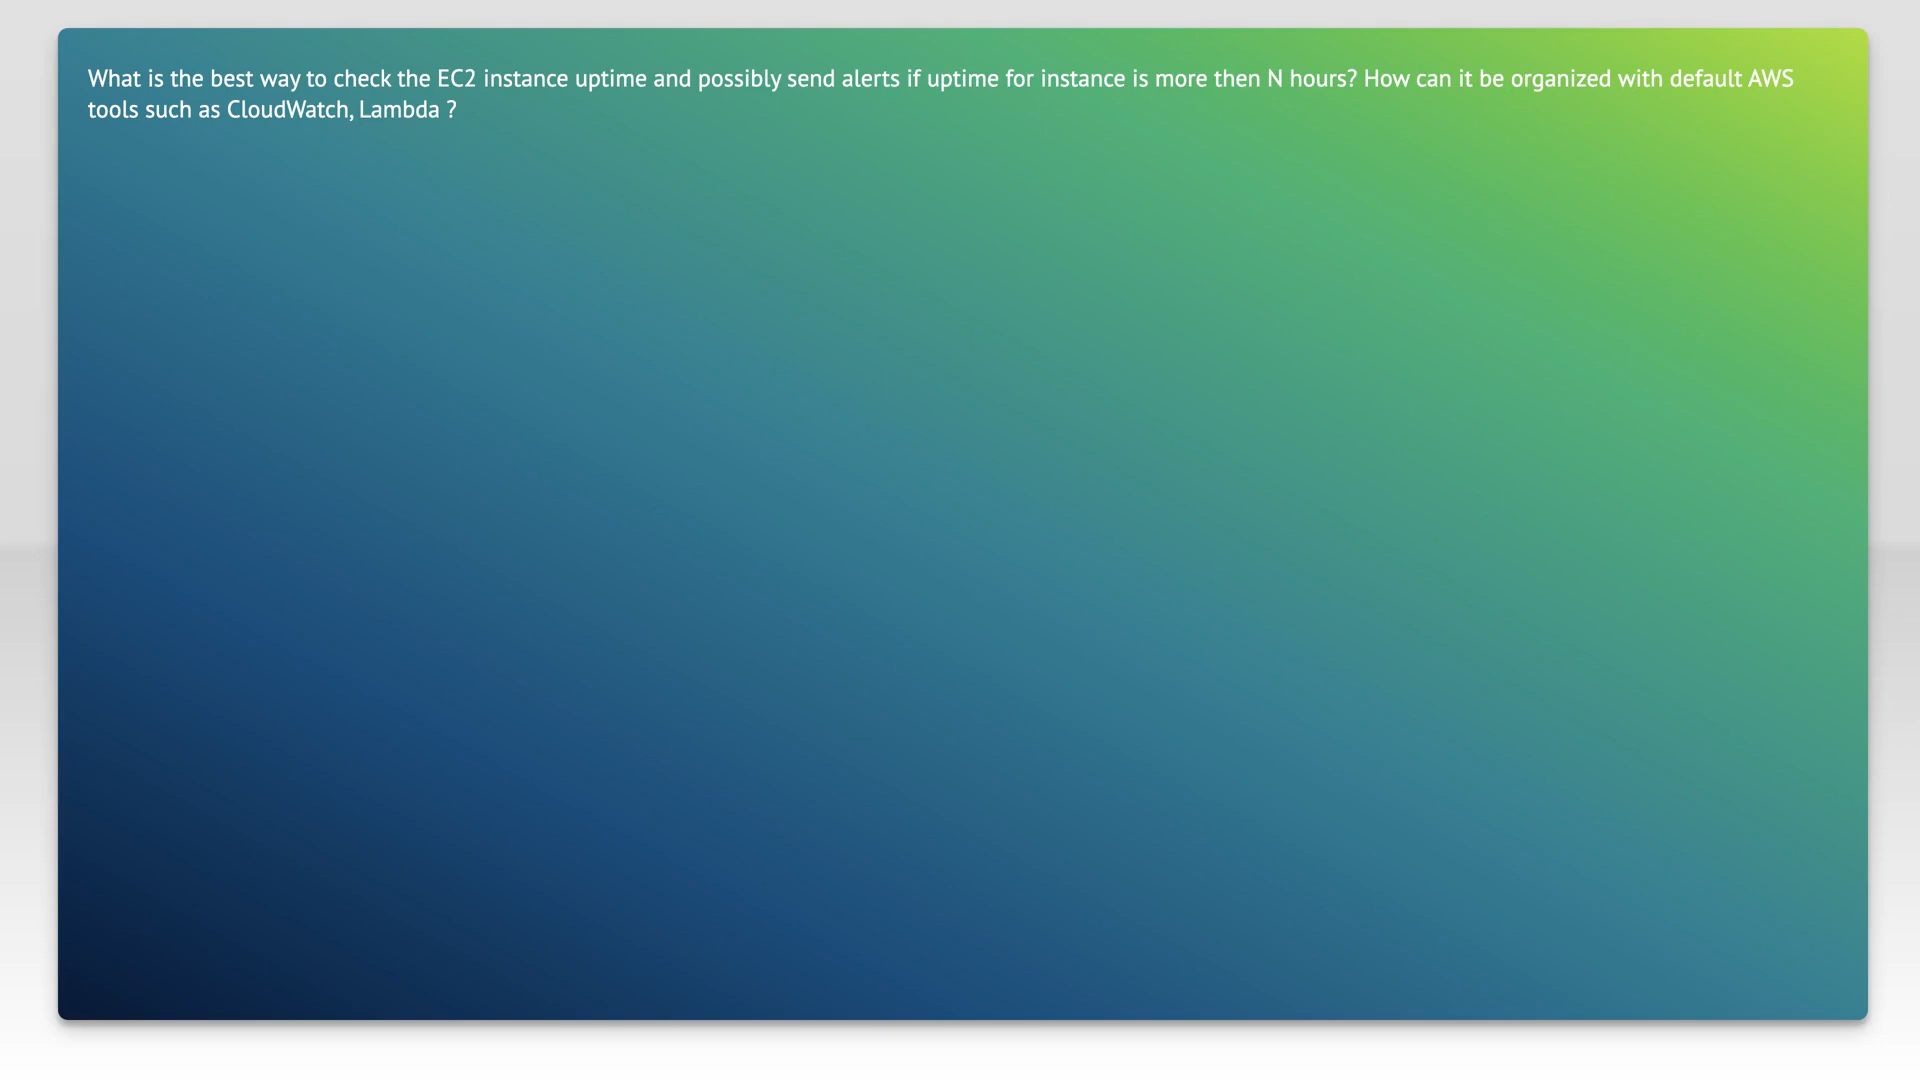 What is the best way to check the EC2 instance uptime and possibly send alerts if uptime for instance is more then N hours? How can it be organized with default AWS
tools such as CloudWatch, Lambda ?